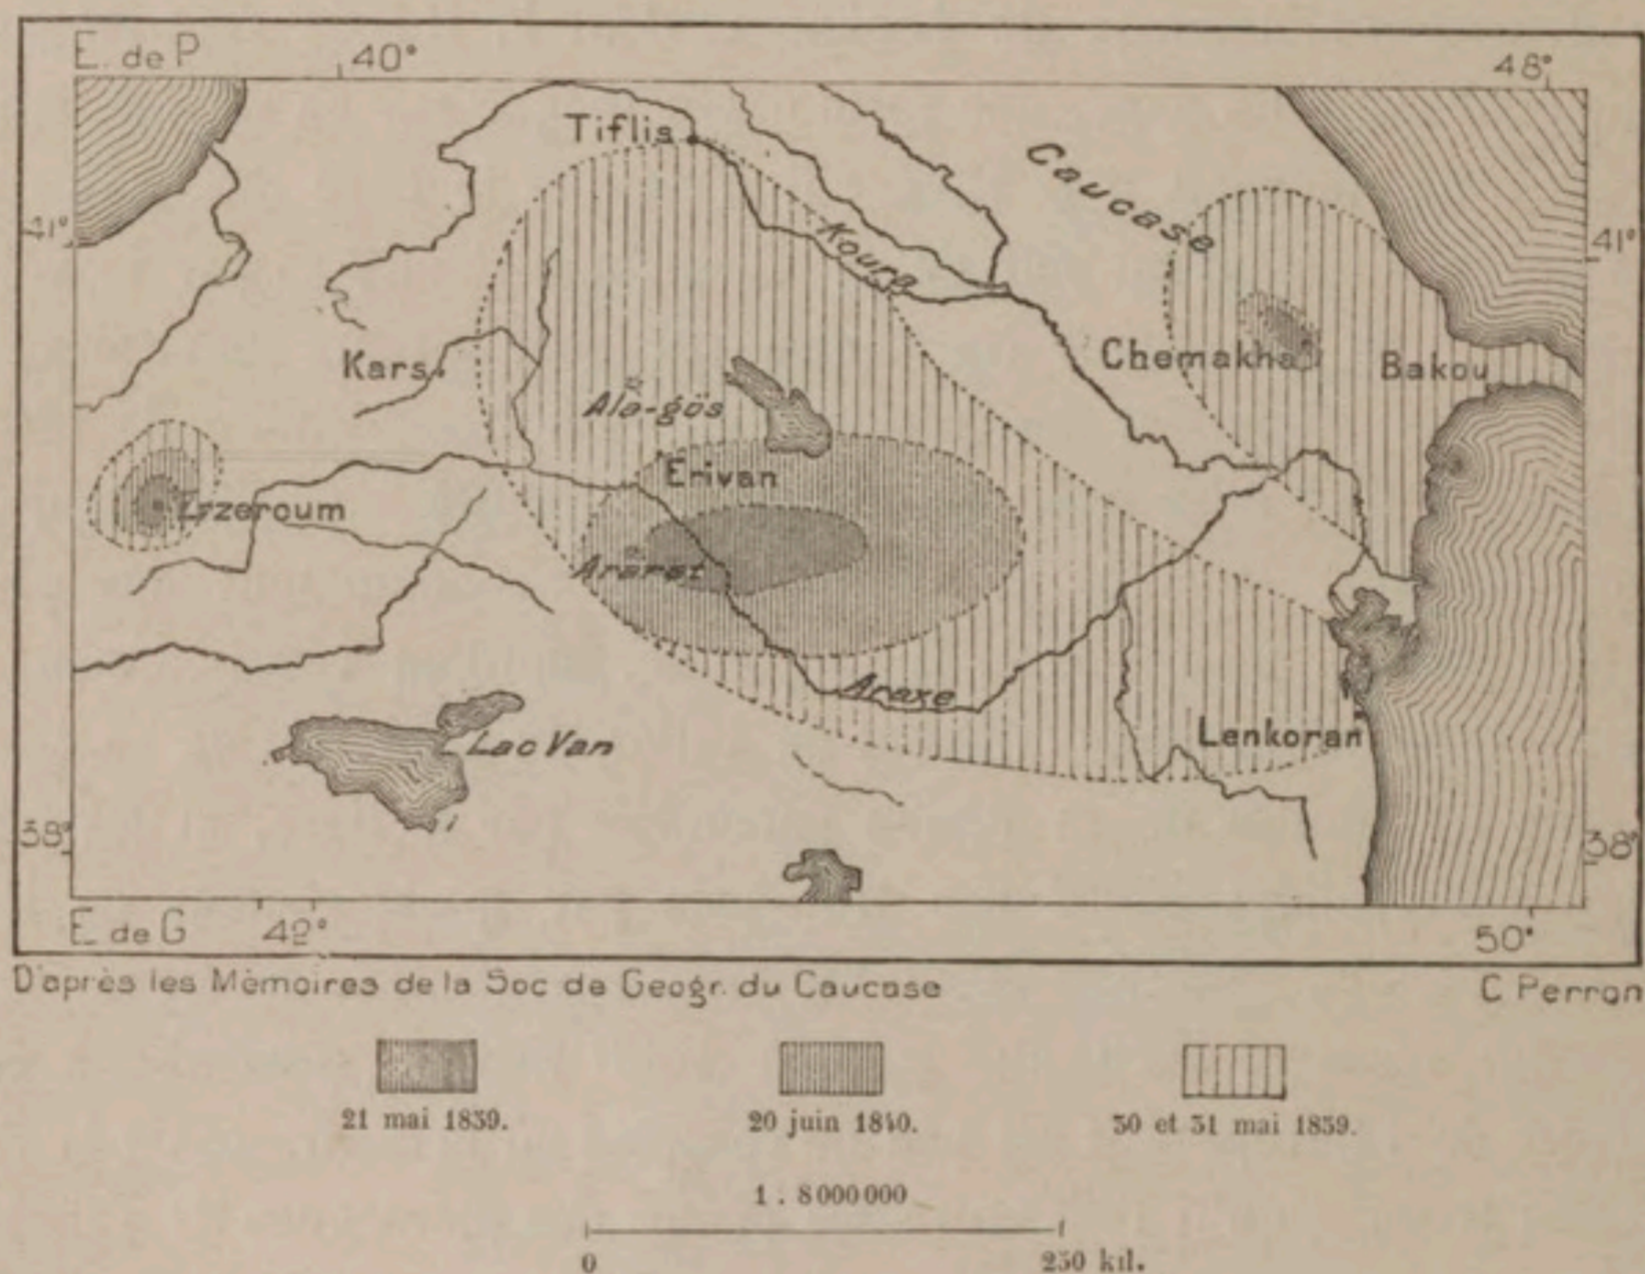 E. de P 40° 48°
Tiflis
Caucase
41° 41°
Koura
Kars
Chemakha Bakou
Ala-gös
Erivan
Erzeroum
Ararat
Araxe
Lac Van Lenkoran
38° 38°
E de G 42° 50°
D'après les Mémoires de la Soc de Geogr. du Caucase C Perron
21 mai 1859. 20 juin 1840. 30 et 31 mai 1859.
1 . 8000000
0 250 kil.